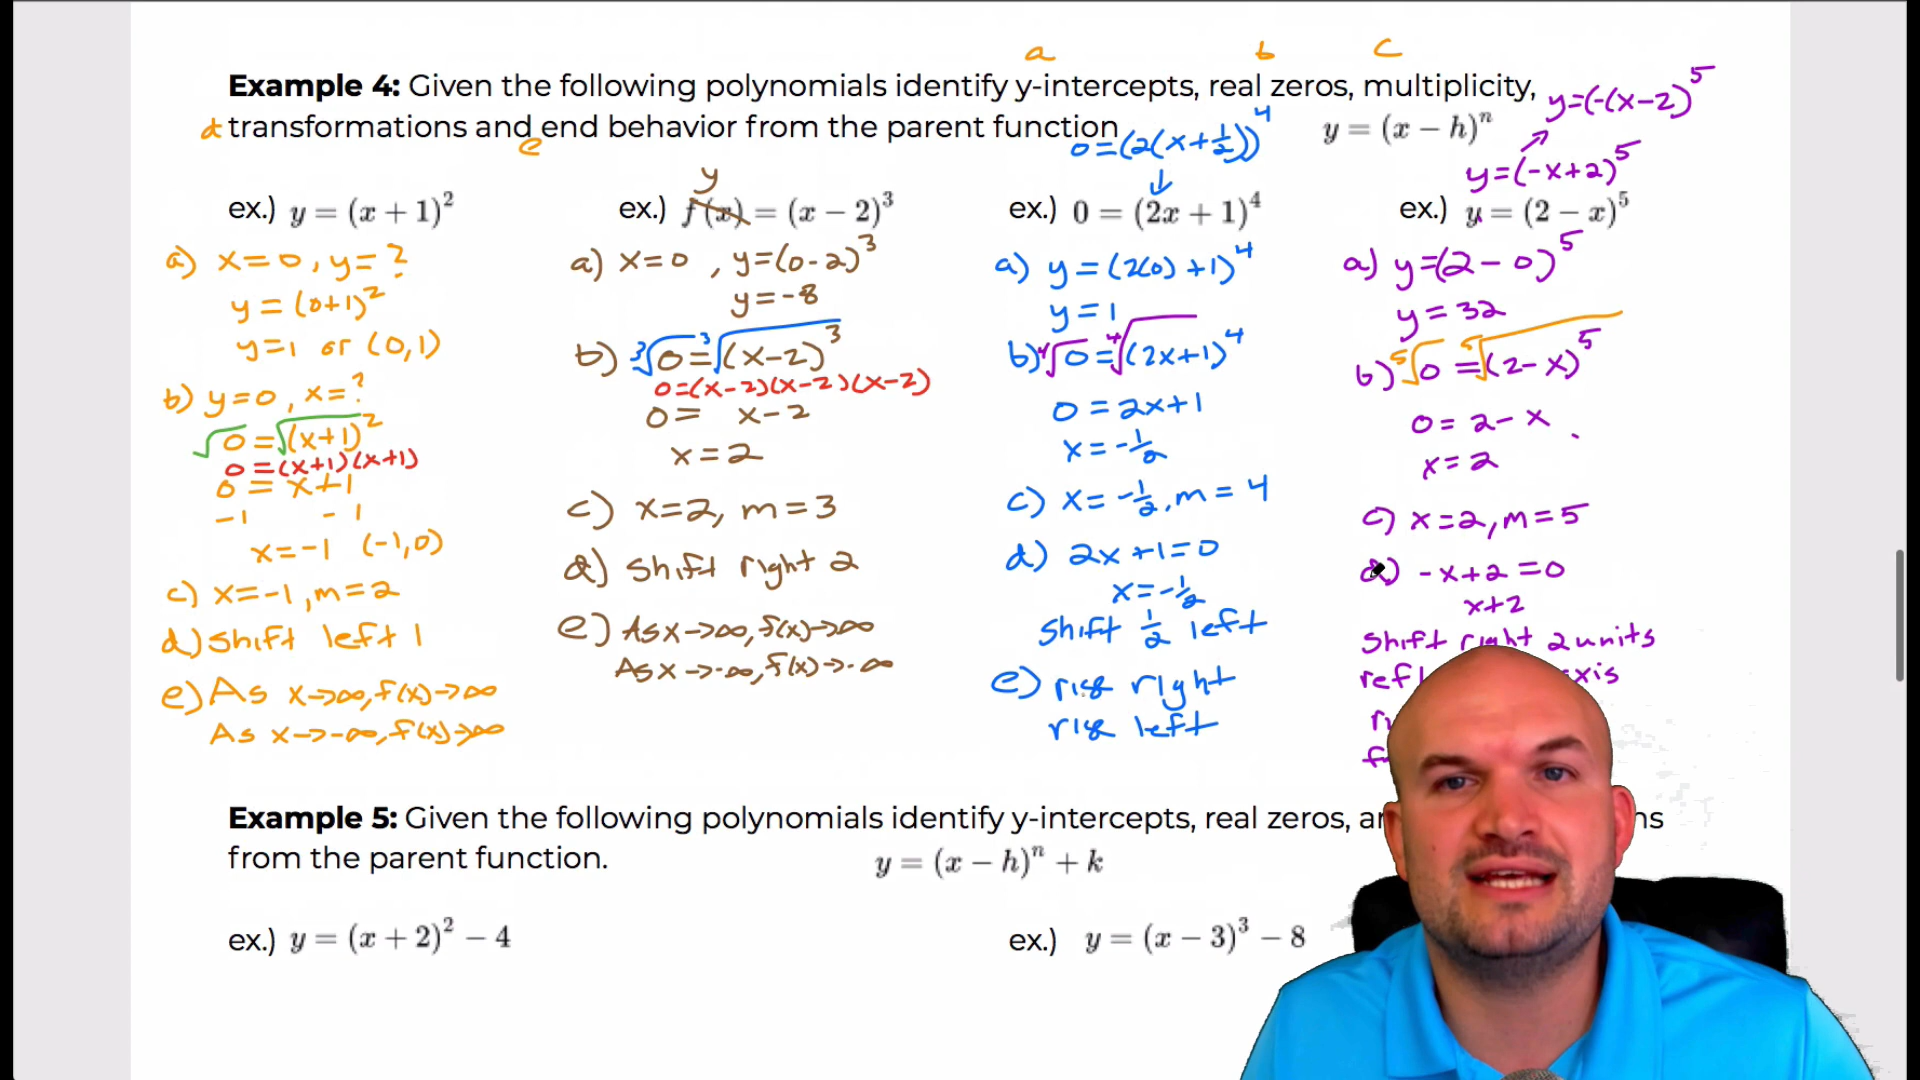 a b c
Example 4: Given the following polynomials identify y-intercepts, real zeros, multiplicity,
d transformations and end behavior from the parent function y = (x − h)^n
e
y=(-(x-2))^5
0=(2(x+1/2))^4
y=(-x+2)^5
ex.) y = (x + 1)^2
a) x=0, y=?
y=(0+1)^2
y=1 or (0,1)
b) y=0, x=?
√0=√(x+1)^2
0=(x+1)(x+1)
0 = x+1
-1 -1
x=-1 (-1,0)
c) x=-1, m=2
d) shift left 1
e) As x→∞, f(x)→∞
As x→-∞, f(x)→∞
y
ex.) f(x) = (x − 2)^3
a) x=0, y=(0-2)^3
y=-8
b) ∛0=∛(x-2)^3
0=(x-2)(x-2)(x-2)
0= x-2
x=2
c) x=2, m=3
d) shift right 2
e) As x→∞, f(x)→∞
As x→-∞, f(x)→-∞
ex.) 0 = (2x + 1)^4
a) y=(2(0)+1)^4
y=1
b) ∜0=∜(2x+1)^4
0=2x+1
x=-1/2
c) x=-1/2, m=4
d) 2x+1=0
x=-1/2
shift 1/2 left
e) rise right
rise left
ex.) y = (2 − x)^5
a) y=(2-0)^5
y=32
b) ⁵√0=⁵√(2-x)^5
0=2-x
x=2
c) x=2, m=5
d) -x+2=0
x+2
shift right 2 units
Example 5: Given the following polynomials identify y-intercepts, real zeros,
from the parent function. y = (x − h)^n + k
ex.) y = (x + 2)^2 − 4
ex.) y = (x − 3)^3 − 8